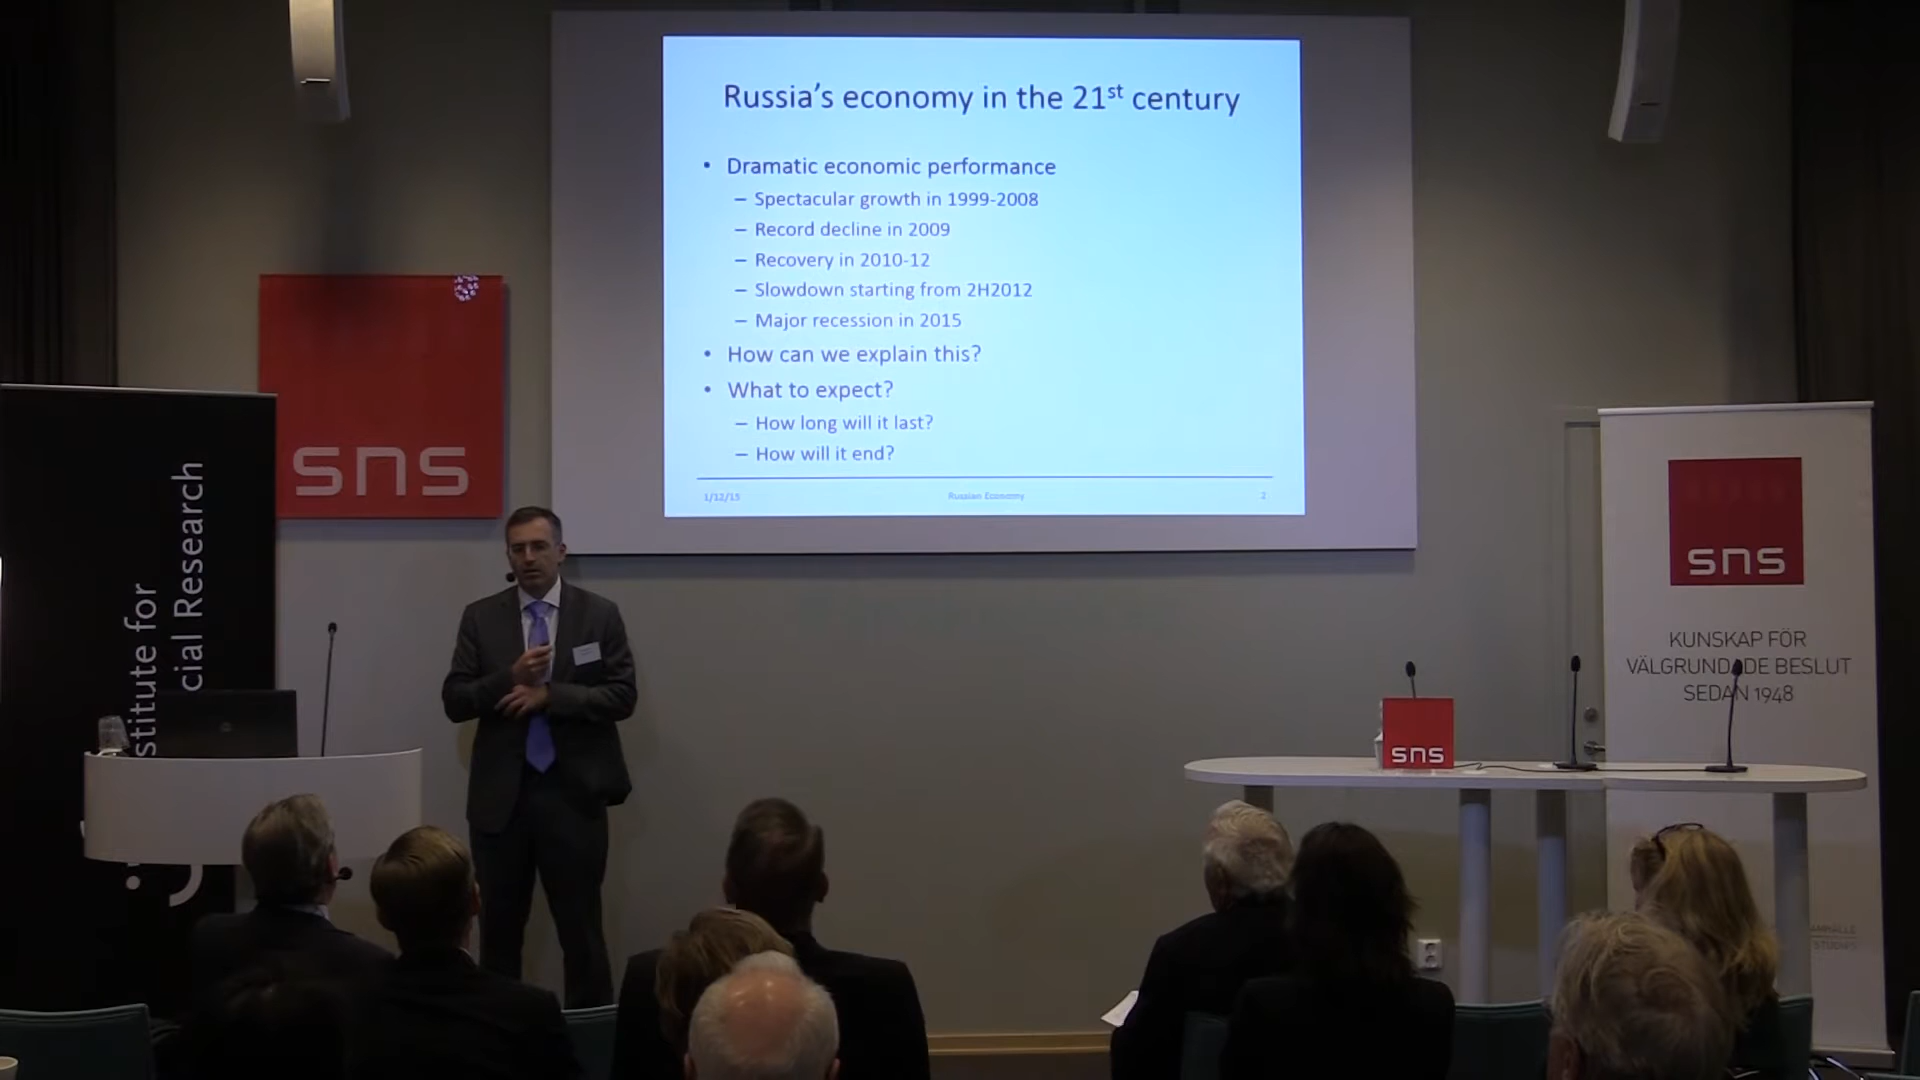 Russia's economy in the 21st century
• Dramatic economic performance
– Spectacular growth in 1999-2008
– Record decline in 2009
– Recovery in 2010-12
– Slowdown starting from 2H2012
– Major recession in 2015
• How can we explain this?
• What to expect?
– How long will it last?
– How will it end?
1/12/15
Russian Economy
2
sns
stitute for
cial Research
sns
KUNSKAP FÖR
VÄLGRUNDADE BESLUT
SEDAN 1948
sns